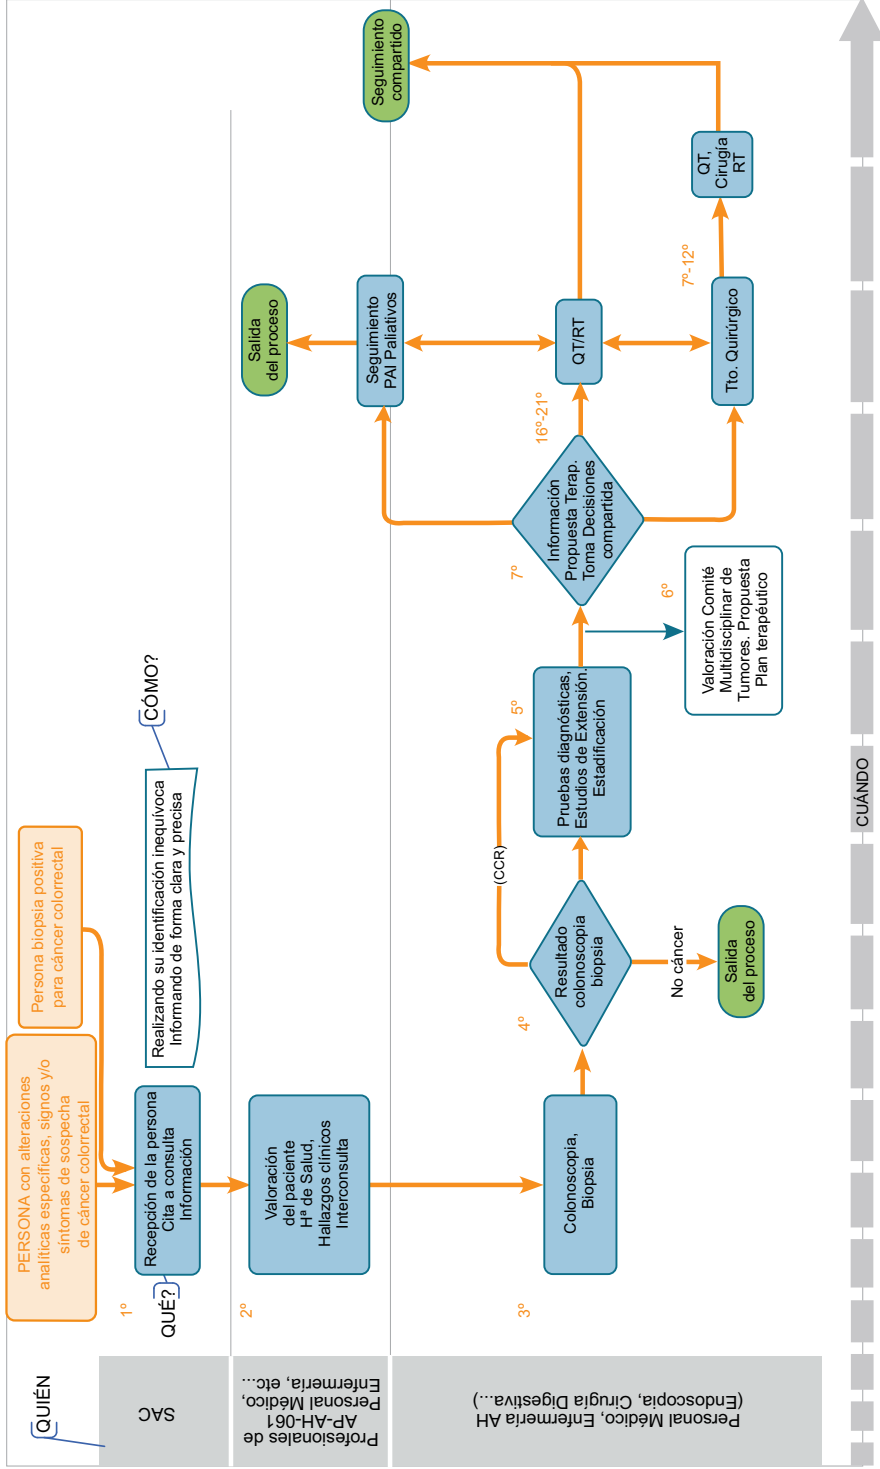 QUIÉN
SAC
Profesionales de
AP-AH-061
Personal Médico,
Enfermería, etc...
Personal Médico, Enfermería AH
(Endoscopia, Cirugía Digestiva...)
PERSONA con alteraciones
analíticas específicas, signos y/o
síntomas de sospecha
de cáncer colorrectal
Persona biopsia positiva
para cáncer colorrectal
1º
QUÉ?
Recepción de la persona
Cita a consulta
Información
Realizando su identificación inequívoca
Informando de forma clara y precisa
CÓMO?
2º
Valoración
del paciente
Hª de Salud,
Hallazgos clínicos
Interconsulta
3º
Colonoscopia,
Biopsia
4º
Resultado
colonoscopia
biopsia
(CCR)
No cáncer
Salida
del proceso
5º
Pruebas diagnósticas,
Estudios de Extensión.
Estadificación
6º
Valoración Comité
Multidisciplinar de
Tumores. Propuesta
Plan terapéutico
7º
Información
Propuesta Terap.
Toma Decisiones
compartida
Seguimiento
PAI Paliativos
Salida
del proceso
16º-21º
QT/RT
Tto. Quirúrgico
7º-12º
QT,
Cirugía
RT
Seguimiento
compartido
CUÁNDO